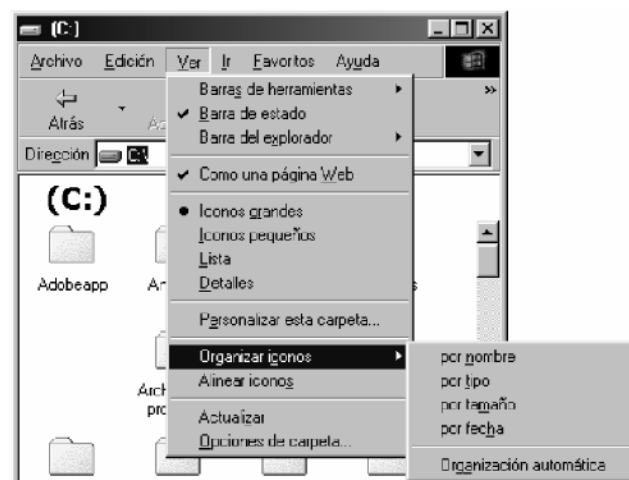 (C:)
Archivo Edición Ver Ir Favoritos Ayuda
Atrás
Dirección C:\
Barras de herramientas
Barra de estado
Barra del explorador
Como una página Web
Iconos grandes
Iconos pequeños
Lista
Detalles
Personalizar esta carpeta...
Organizar iconos
Alinear iconos
Actualizar
Opciones de carpeta...
por nombre
por tipo
por tamaño
por fecha
Organización automática
(C:)
Adobeapp